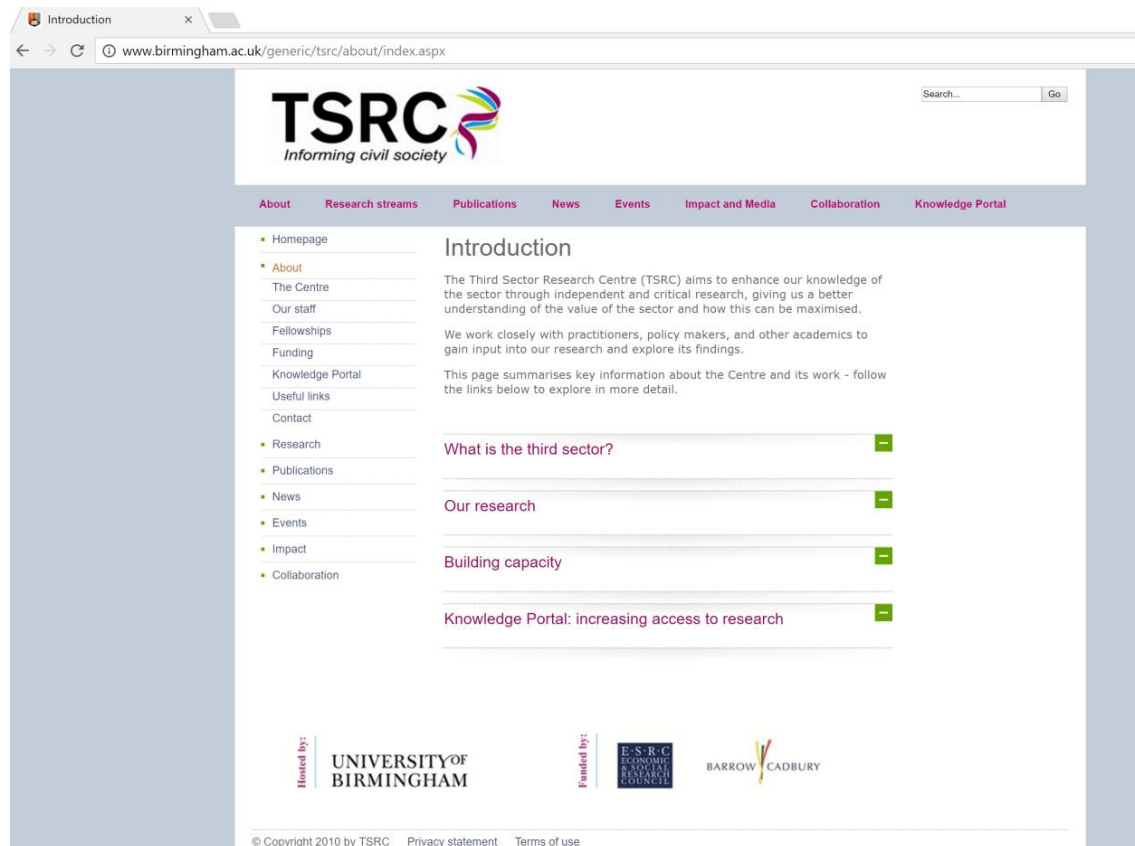 Introduction
www.birmingham.ac.uk/generic/tsrc/about/index.aspx
TSRC
Informing civil society
Search...
Go
About Research streams Publications News Events Impact and Media Collaboration Knowledge Portal
Homepage
About
The Centre
Our staff
Fellowships
Funding
Knowledge Portal
Useful links
Contact
Research
Publications
News
Events
Impact
Collaboration
Introduction
The Third Sector Research Centre (TSRC) aims to enhance our knowledge of
the sector through independent and critical research, giving us a better
understanding of the value of the sector and how this can be maximised.
We work closely with practitioners, policy makers, and other academics to
gain input into our research and explore its findings.
This page summarises key information about the Centre and its work - follow
the links below to explore in more detail.
What is the third sector?
Our research
Building capacity
Knowledge Portal: increasing access to research
Hosted by:
UNIVERSITY OF
BIRMINGHAM
Funded by:
E·S·R·C
ECONOMIC
& SOCIAL
RESEARCH
COUNCIL
BARROW CADBURY
© Copyright 2010 by TSRC Privacy statement Terms of use